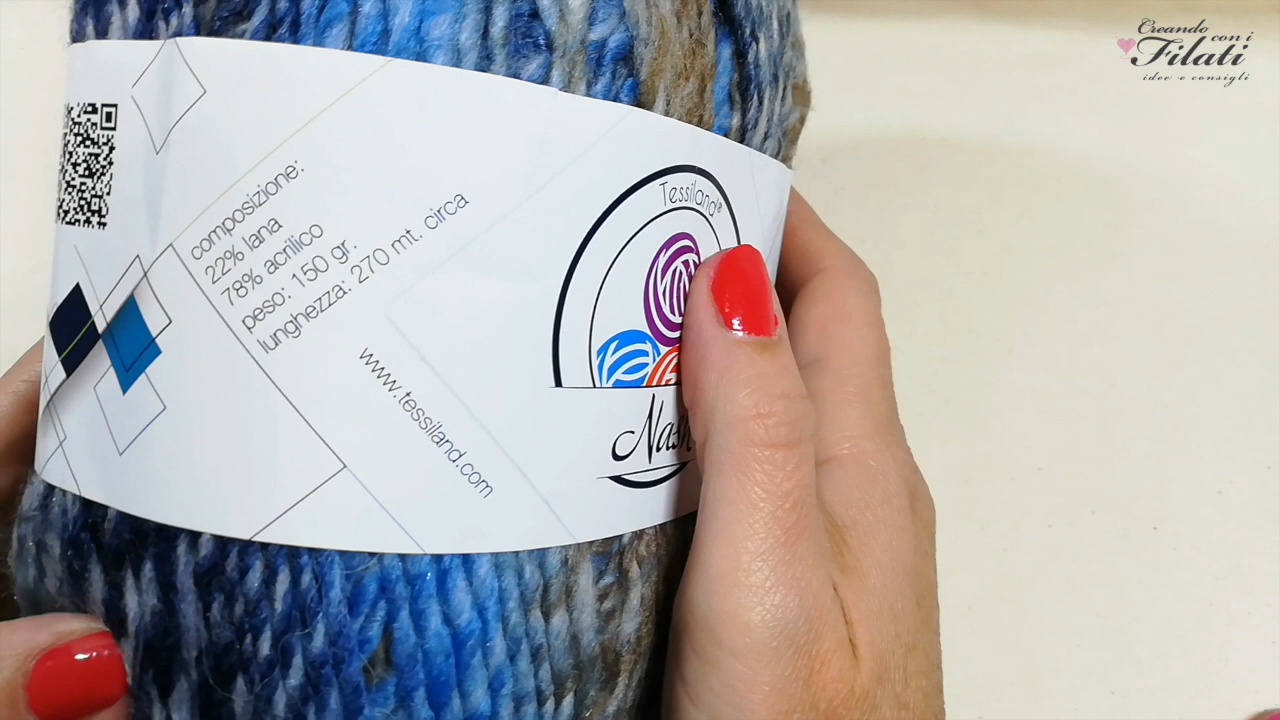 Creando
con i
Filati
idee e consigli
composizione:
22% lana
78% acrilico
peso: 150 gr.
lunghezza: 270 mt. circa
www.tessiland.com
Tessiland®